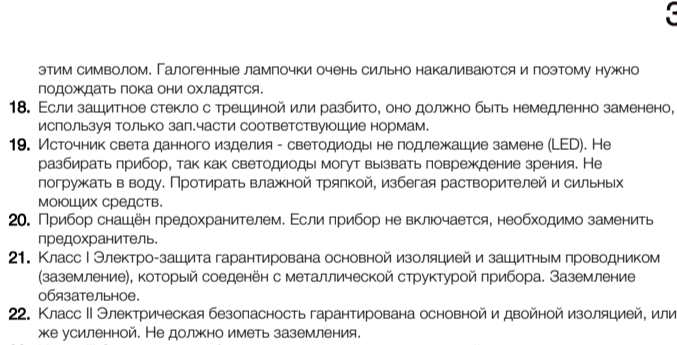 этим символом. Галогенные лампочки очень сильно накаливаются и поэтому нужно
подождать пока они охладятся.
18. Если защитное стекло с трещиной или разбито, оно должно быть немедленно заменено,
используя только зап.части соответствующие нормам.
19. Источник света данного изделия - светодиоды не подлежащие замене (LED). Не
разбирать прибор, так как светодиоды могут вызвать повреждение зрения. Не
погружать в воду. Протирать влажной тряпкой, избегая растворителей и сильных
моющих средств.
20. Прибор снащён предохранителем. Если прибор не включается, необходимо заменить
предохранитель.
21. Класс I Электро-защита гарантирована основной изоляцией и защитным проводником
(заземление), который соеденён с металлической структурой прибора. Заземление
обязательное.
22. Класс II Электрическая безопасность гарантирована основной и двойной изоляцией, или
же усиленной. Не должно иметь заземления.